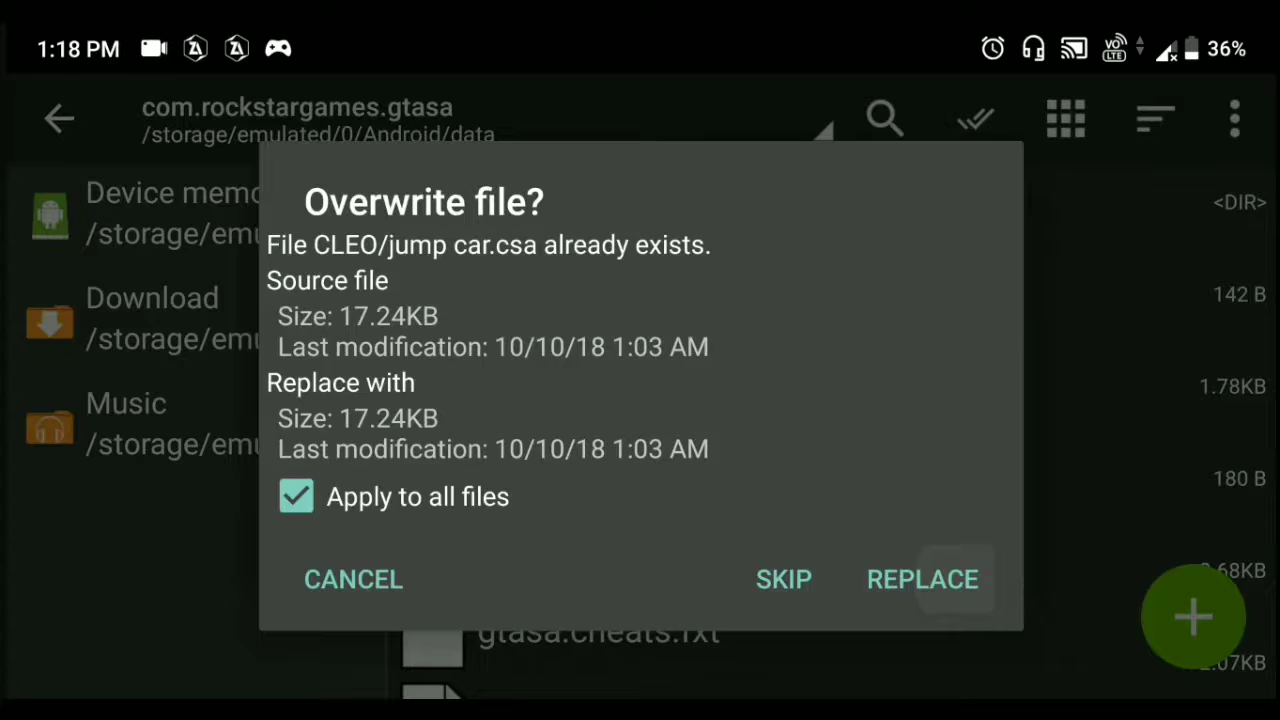 1:18 PM
VO LTE
36%
com.rockstargames.gtasa
/storage/emulated/0/Android/data
Device memo
/storage/emu
<DIR>
Download
/storage/emu
142 B
1.78KB
Music
/storage/emu
180 B
Overwrite file?
File CLEO/jump car.csa already exists.
Source file
Size: 17.24KB
Last modification: 10/10/18 1:03 AM
Replace with
Size: 17.24KB
Last modification: 10/10/18 1:03 AM
Apply to all files
CANCEL
SKIP
REPLACE
.68KB
gtasa.cheats.txt
.07KB